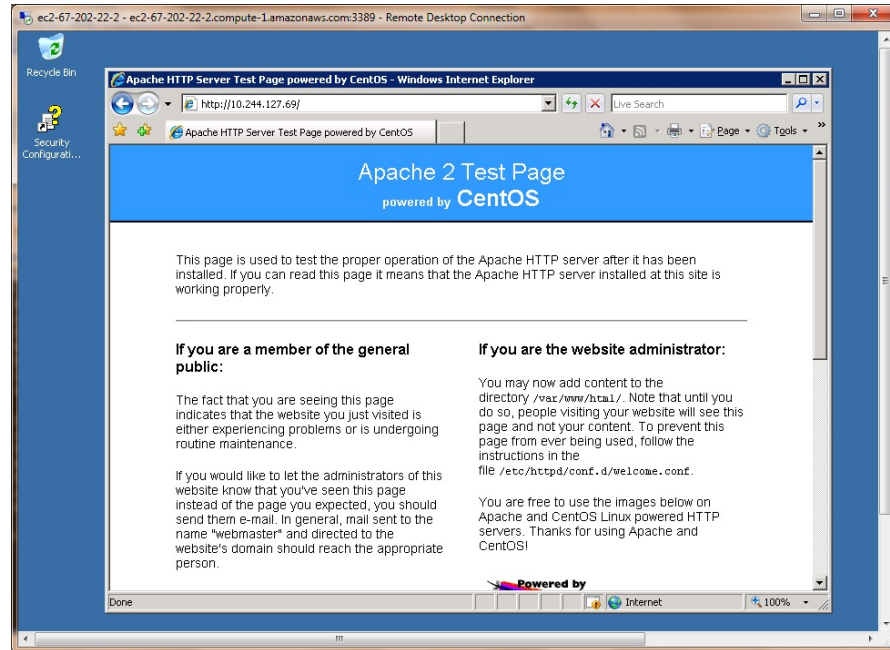 ec2-67-202-22-2 - ec2-67-202-22-2.compute-1.amazonaws.com:3389 - Remote Desktop Connection
Recycle Bin
Security
Configurati...
Apache HTTP Server Test Page powered by CentOS - Windows Internet Explorer
http://10.244.127.69/
Live Search
Apache HTTP Server Test Page powered by CentOS
Page
Tools
Apache 2 Test Page
powered by CentOS
This page is used to test the proper operation of the Apache HTTP server after it has been
installed. If you can read this page it means that the Apache HTTP server installed at this site is
working properly.
If you are a member of the general
public:
The fact that you are seeing this page
indicates that the website you just visited is
either experiencing problems or is undergoing
routine maintenance.
If you would like to let the administrators of this
website know that you've seen this page
instead of the page you expected, you should
send them e-mail. In general, mail sent to the
name "webmaster" and directed to the
website's domain should reach the appropriate
person.
If you are the website administrator:
You may now add content to the
directory /var/www/html/. Note that until you
do so, people visiting your website will see this
page and not your content. To prevent this
page from ever being used, follow the
instructions in the
file /etc/httpd/conf.d/welcome.conf.
You are free to use the images below on
Apache and CentOS Linux powered HTTP
servers. Thanks for using Apache and
CentOS!
Powered by
Done
Internet
100%